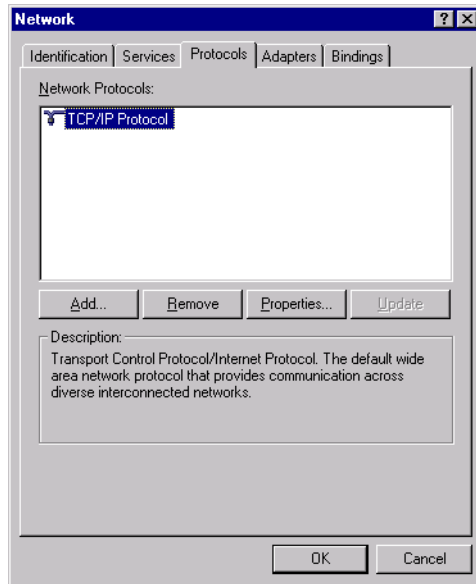 Network
Identification Services Protocols Adapters Bindings
Network Protocols:
TCP/IP Protocol
Add... Remove Properties... Update
Description:
Transport Control Protocol/Internet Protocol. The default wide
area network protocol that provides communication across
diverse interconnected networks.
OK Cancel